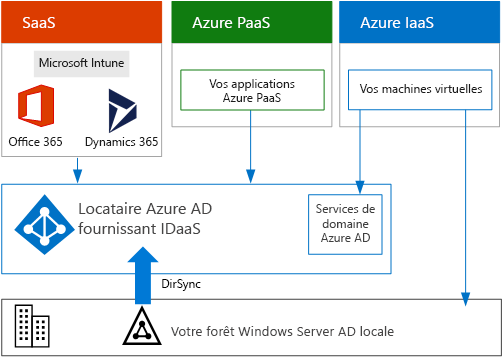 SaaS
Azure PaaS
Azure IaaS
Microsoft Intune
Office 365
Dynamics 365
Vos applications
Azure PaaS
Vos machines virtuelles
Locataire Azure AD
fournissant IDaaS
Services de
domaine
Azure AD
DirSync
Votre forêt Windows Server AD locale